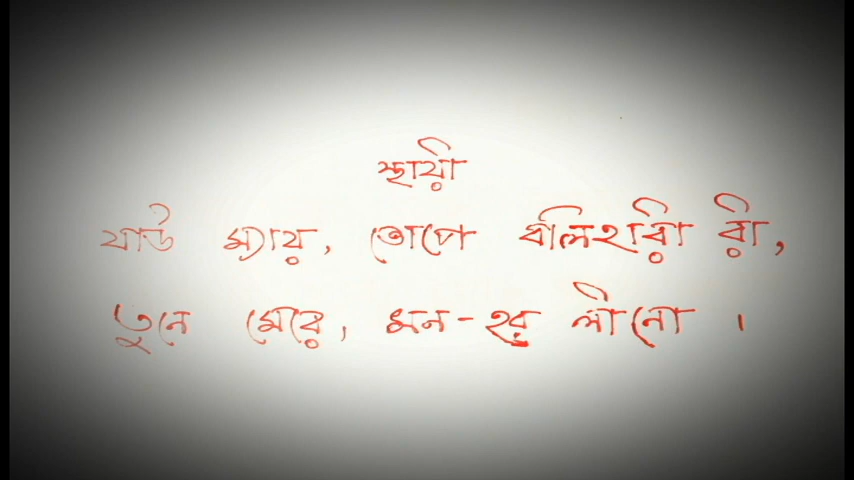 স্থায়ী
যাউ ম্যায়, তোপে বলিহারী রী,
তুনে মেরে, মন-হর লীনো ।